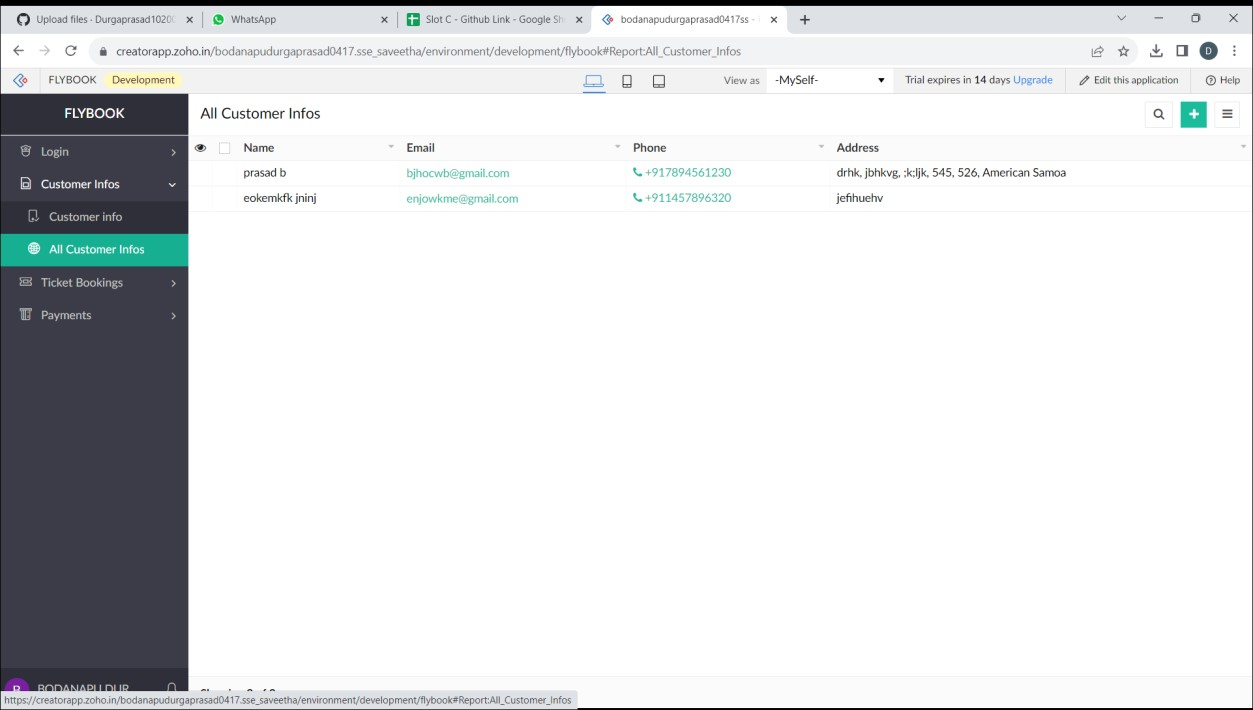 Upload files · Durgaprasad1020
WhatsApp
Slot C - Github Link - Google Sh
bodanapudurgaprasad0417ss -
creatorapp.zoho.in/bodanapudurgaprasad0417.sse_saveetha/environment/development/flybook#Report:All_Customer_Infos
D
FLYBOOK Development
View as -MySelf-
Trial expires in 14 days Upgrade
Edit this application
Help
FLYBOOK
All Customer Infos
Login
Customer Infos
Customer info
All Customer Infos
Ticket Bookings
Payments
Name Email Phone Address
prasad b bjhocwb@gmail.com +917894561230 drhk, jbhkvg, ;k;ljk, 545, 526, American Samoa
eokemkfk jninj enjowkme@gmail.com +911457896320 jefihuehv
BODANAPU DUR
https://creatorapp.zoho.in/bodanapudurgaprasad0417.sse_saveetha/environment/development/flybook#Report:All_Customer_Infos